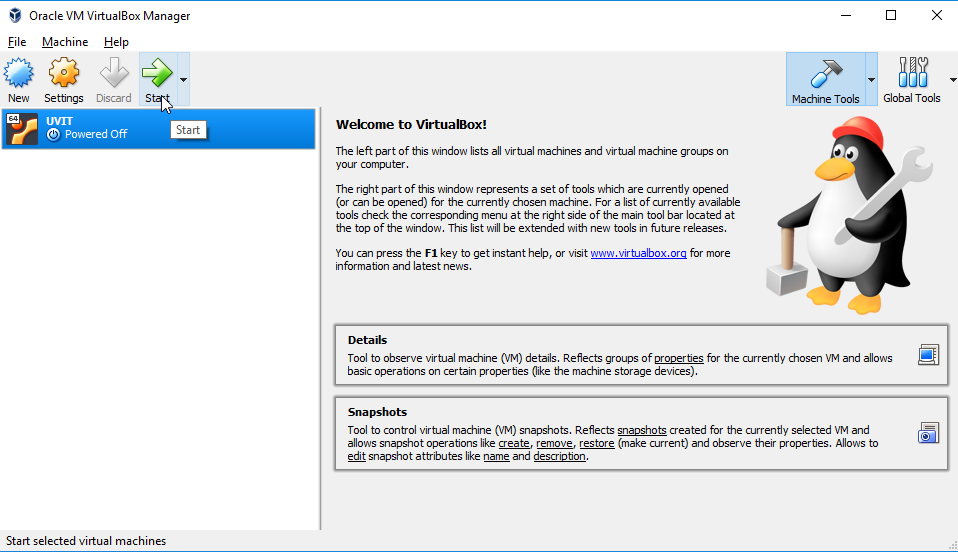 Oracle VM VirtualBox Manager
File Machine Help
New Settings Discard Start Machine Tools Global Tools
64 UVIT
Powered Off
Start
Welcome to VirtualBox!
The left part of this window lists all virtual machines and virtual machine groups on
your computer.
The right part of this window represents a set of tools which are currently opened
(or can be opened) for the currently chosen machine. For a list of currently available
tools check the corresponding menu at the right side of the main tool bar located at
the top of the window. This list will be extended with new tools in future releases.
You can press the F1 key to get instant help, or visit www.virtualbox.org for more
information and latest news.
Details
Tool to observe virtual machine (VM) details. Reflects groups of properties for the currently chosen VM and allows
basic operations on certain properties (like the machine storage devices).
Snapshots
Tool to control virtual machine (VM) snapshots. Reflects snapshots created for the currently selected VM and
allows snapshot operations like create, remove, restore (make current) and observe their properties. Allows to
edit snapshot attributes like name and description.
Start selected virtual machines